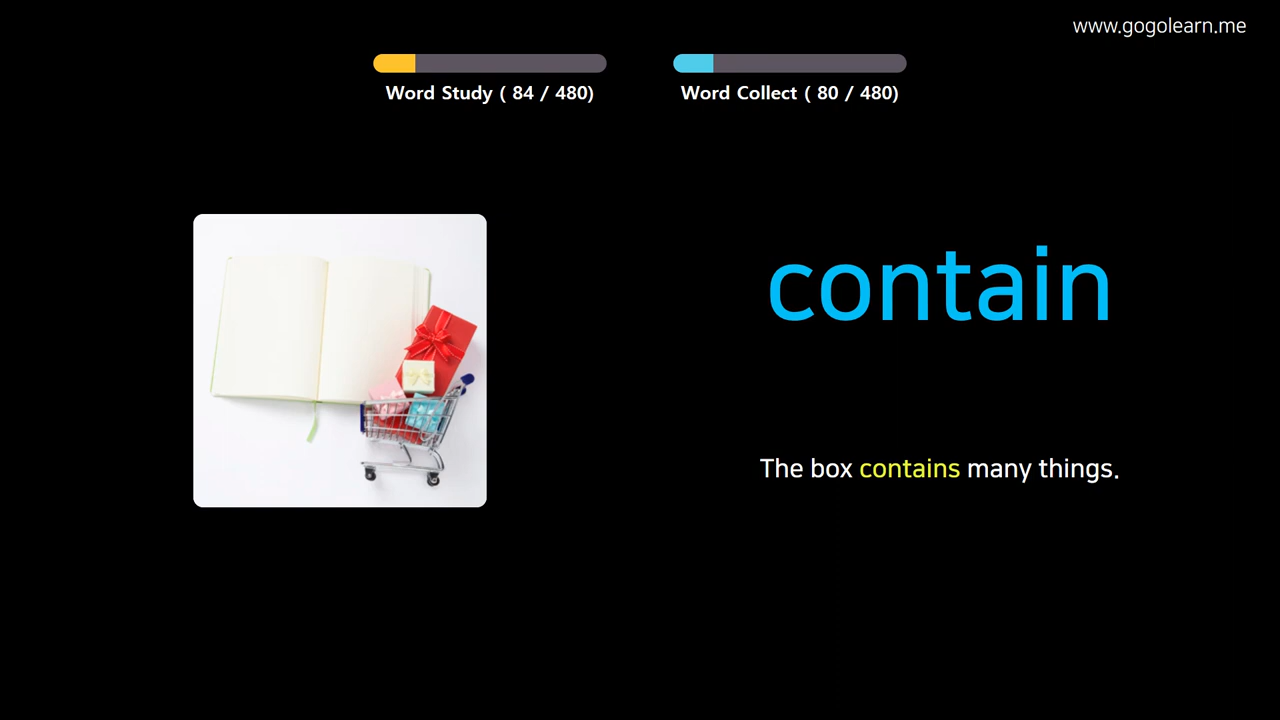 www.gogolearn.me
Word Study ( 84 / 480)
Word Collect ( 80 / 480)
contain
The box contains many things.